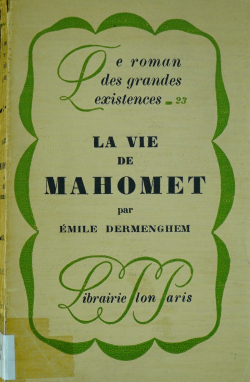 Le roman
des grandes
existences - 23
LA VIE
DE
MAHOMET
par
ÉMILE DERMENGHEM
Librairie Plon Paris